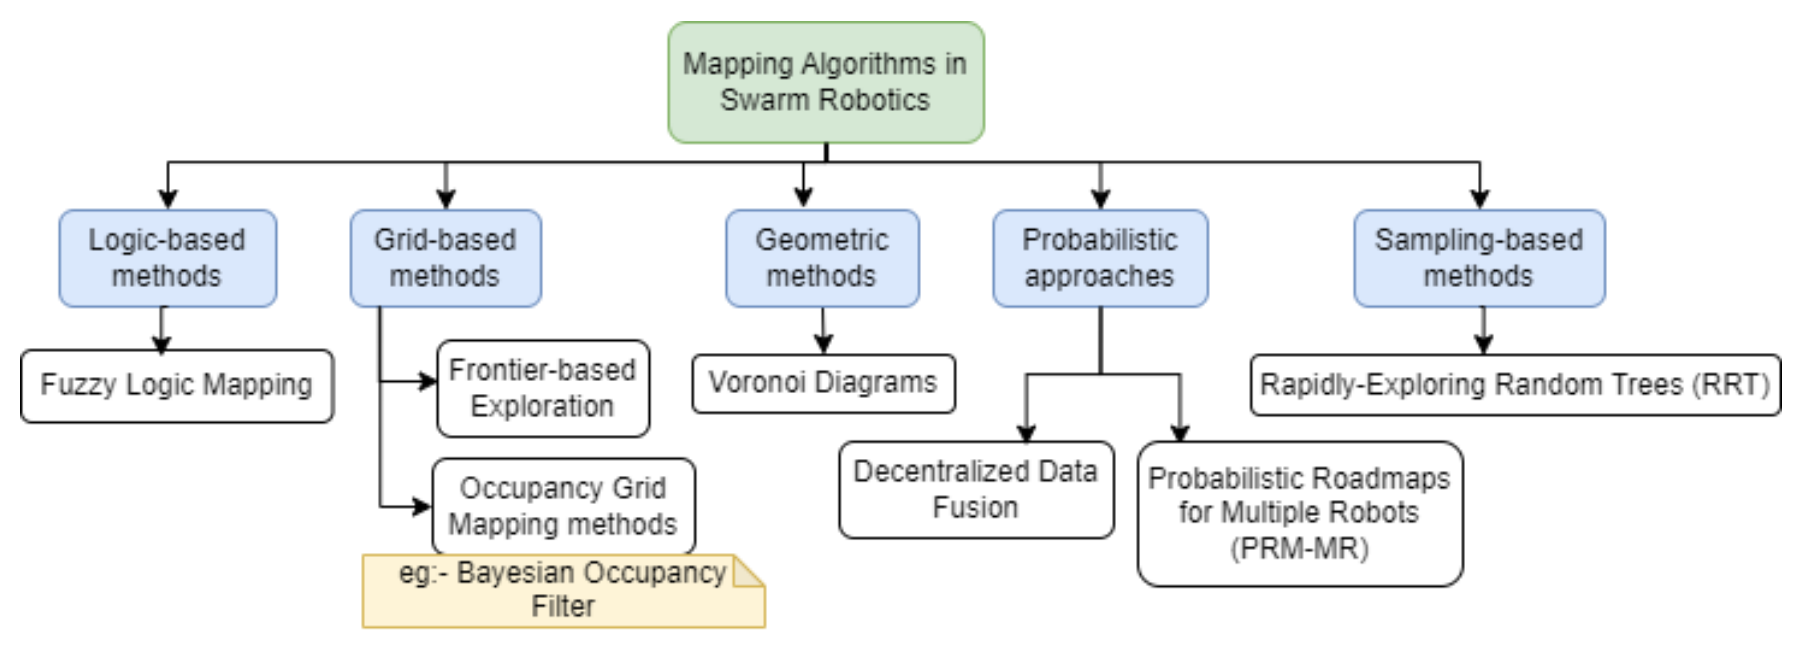 Mapping Algorithms in
Swarm Robotics
Logic-based
methods
Grid-based
methods
Geometric
methods
Probabilistic
approaches
Sampling-based
methods
Fuzzy Logic Mapping
Frontier-based
Exploration
Voronoi Diagrams
Rapidly-Exploring Random Trees (RRT)
Occupancy Grid
Mapping methods
eg:- Bayesian Occupancy
Filter
Decentralized Data
Fusion
Probabilistic Roadmaps
for Multiple Robots
(PRM-MR)